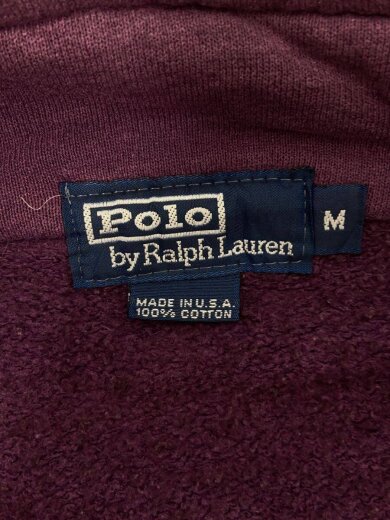 Polo
by Ralph Lauren
M
MADE IN U.S.A.
100% COTTON